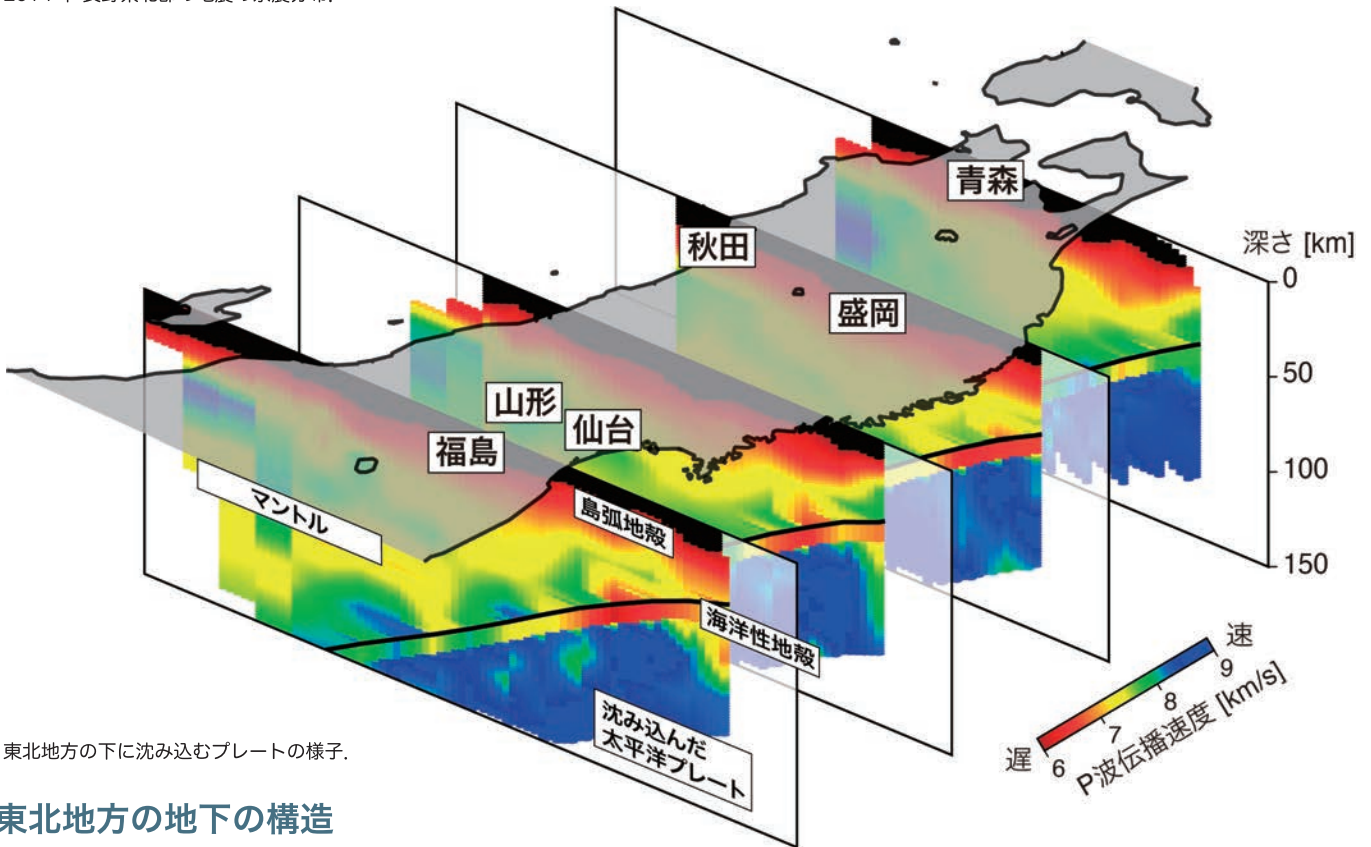 青森
秋田
盛岡
山形
仙台
福島
マントル
島弧地殻
海洋性地殻
沈み込んだ
太平洋プレート
深さ [km]
0
50
100
150
速
9
8
7
6
遅
P波伝播速度 [km/s]
東北地方の下に沈み込むプレートの様子.
東北地方の地下の構造